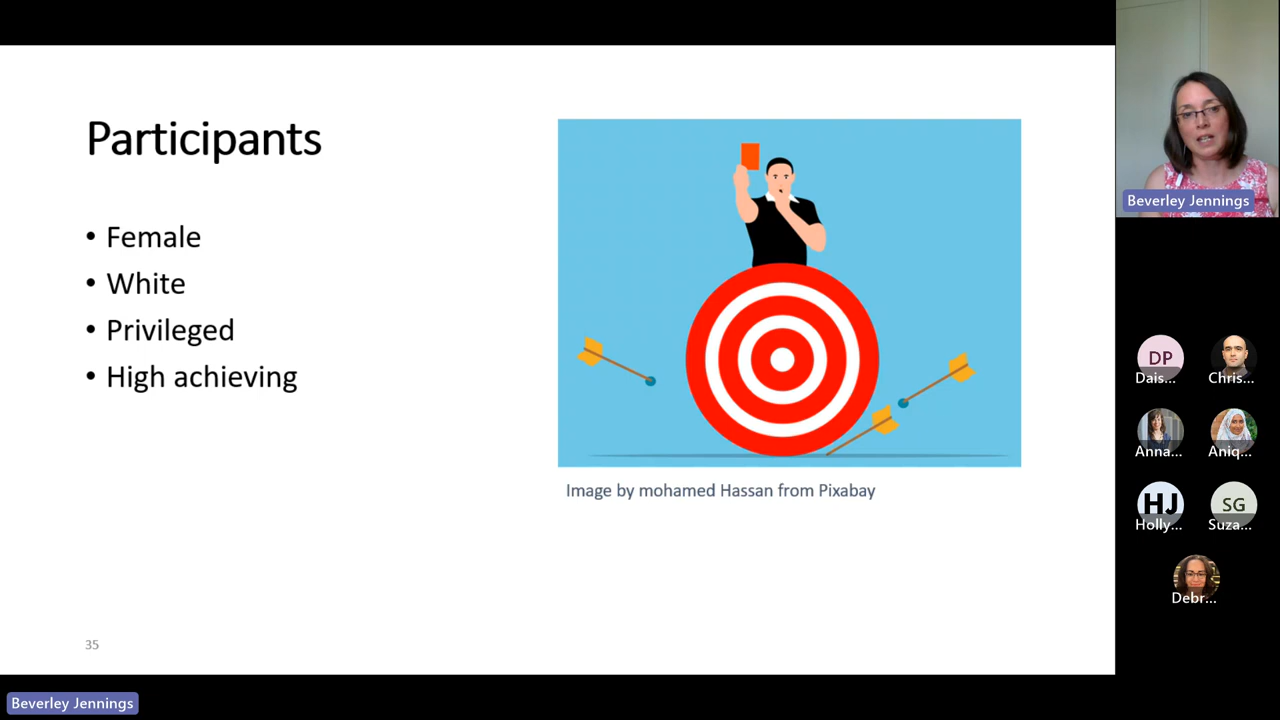 Participants
• Female
• White
• Privileged
• High achieving
Image by mohamed Hassan from Pixabay
35
Beverley Jennings
DP
Dais...
Chris...
Anna...
Aniq...
HJ
SG
Holly...
Suza...
Debr...
Beverley Jennings